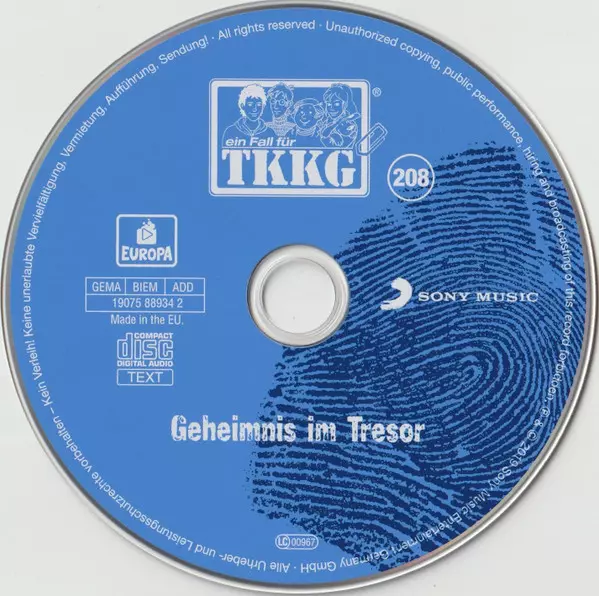 ein Fall für
TKKG
®
208
EUROPA
GEMA BIEM ADD
19075 88934 2
Made in the EU.
COMPACT
disc
DIGITAL AUDIO
TEXT
SONY MUSIC
Geheimnis im Tresor
LC 00967
℗ & © 2019 Sony Music Entertainment Germany GmbH · Alle Urheber- und Leistungsschutzrechte vorbehalten – Kein Verleih! Keine unerlaubte Vervielfältigung, Vermietung, Aufführung, Sendung! · All rights reserved · Unauthorized copying, public performance, hiring and broadcasting of this record forbidden ·